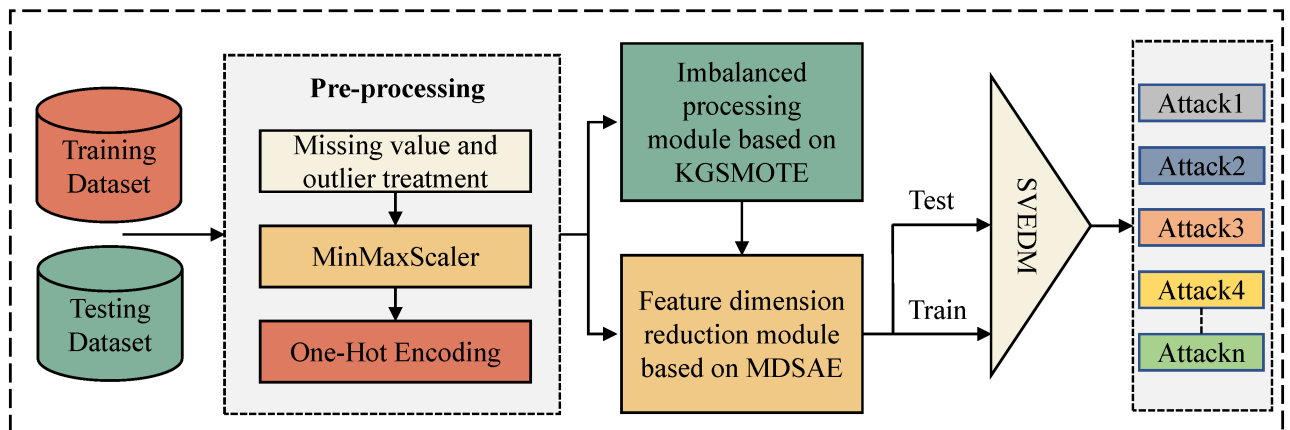 Training
Dataset
Testing
Dataset
Pre-processing
Missing value and
outlier treatment
MinMaxScaler
One-Hot Encoding
Imbalanced
processing
module based on
KGSMOTE
Feature dimension
reduction module
based on MDSAE
Test
Train
SVEDM
Attack1
Attack2
Attack3
Attack4
Attackn